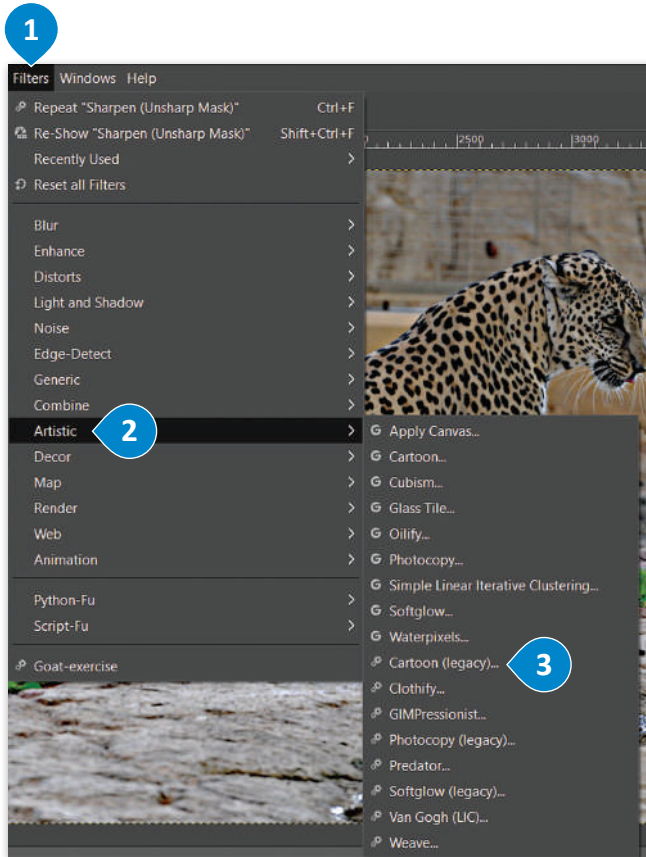 1
Filters Windows Help
Repeat "Sharpen (Unsharp Mask)" Ctrl+F
Re-Show "Sharpen (Unsharp Mask)" Shift+Ctrl+F
Recently Used
Reset all Filters
2500 3000
Blur
Enhance
Distorts
Light and Shadow
Noise
Edge-Detect
Generic
Combine
Artistic 2
Decor
Map
Render
Web
Animation
Python-Fu
Script-Fu
Goat-exercise
Apply Canvas...
Cartoon...
Cubism...
Glass Tile...
Oilify...
Photocopy...
Simple Linear Iterative Clustering...
Softglow...
Waterpixels...
Cartoon (legacy)... 3
Clothify...
GIMPressionist...
Photocopy (legacy)...
Predator...
Softglow (legacy)...
Van Gogh (LIC)...
Weave...